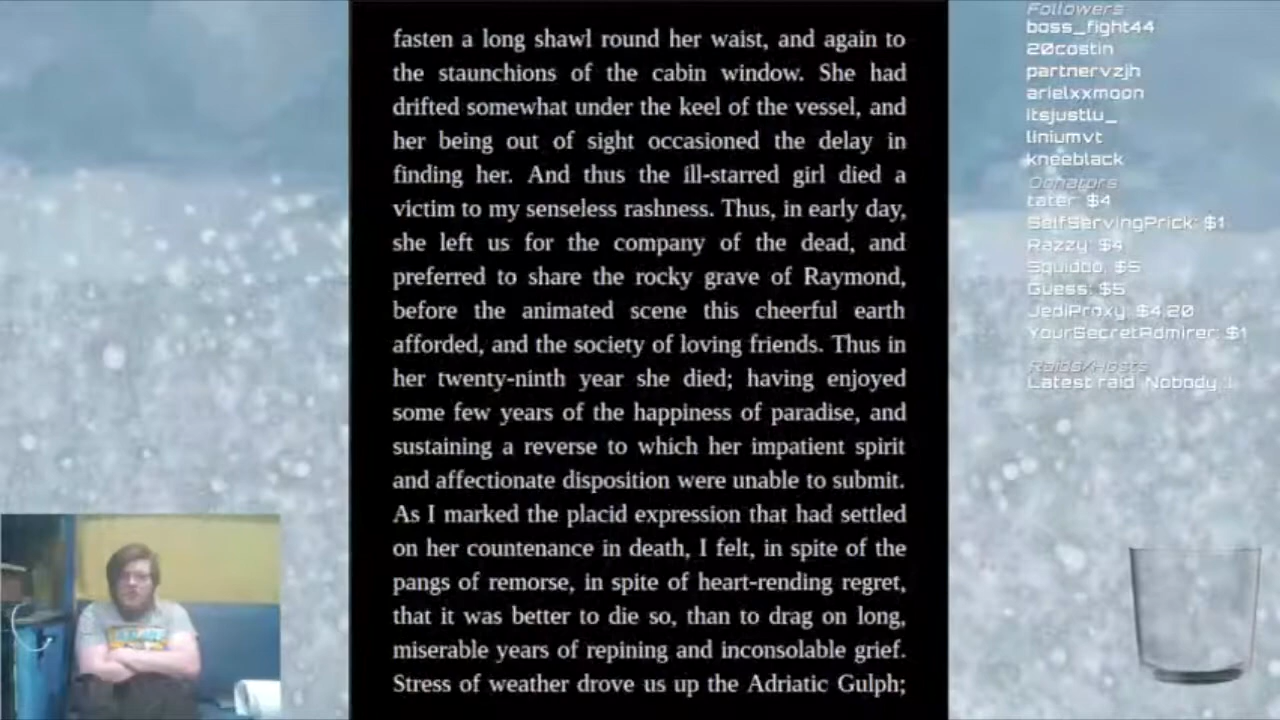 fasten a long shawl round her waist, and again to
the staunchions of the cabin window. She had
drifted somewhat under the keel of the vessel, and
her being out of sight occasioned the delay in
finding her. And thus the ill-starred girl died a
victim to my senseless rashness. Thus, in early day,
she left us for the company of the dead, and
preferred to share the rocky grave of Raymond,
before the animated scene this cheerful earth
afforded, and the society of loving friends. Thus in
her twenty-ninth year she died; having enjoyed
some few years of the happiness of paradise, and
sustaining a reverse to which her impatient spirit
and affectionate disposition were unable to submit.
As I marked the placid expression that had settled
on her countenance in death, I felt, in spite of the
pangs of remorse, in spite of heart-rending regret,
that it was better to die so, than to drag on long,
miserable years of repining and inconsolable grief.
Stress of weather drove us up the Adriatic Gulph;
Followers
boss_fight44
20costin
partnervzjh
arielxxmoon
itsjustlu_
liniumvt
kneeblack
Donators
tater: $4
SelfServingPrick: $1
Razzy: $4
Squidoo: $5
Guess: $5
JediProxy: $4.20
YourSecretAdmirer: $1
Raids/Hosts
Latest raid: Nobody :(